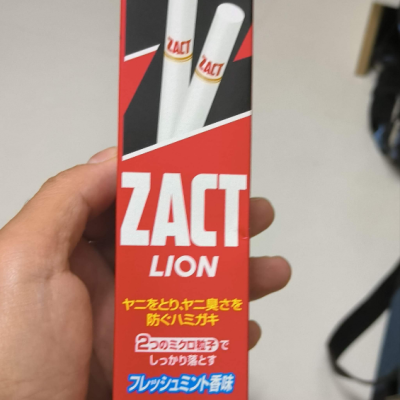 ZACT
ZACT
ZACT
LION
ヤニをとり、ヤニ臭さを
防ぐハミガキ
2つのミクロ粒子で
しっかり落とす
フレッシュミント香味